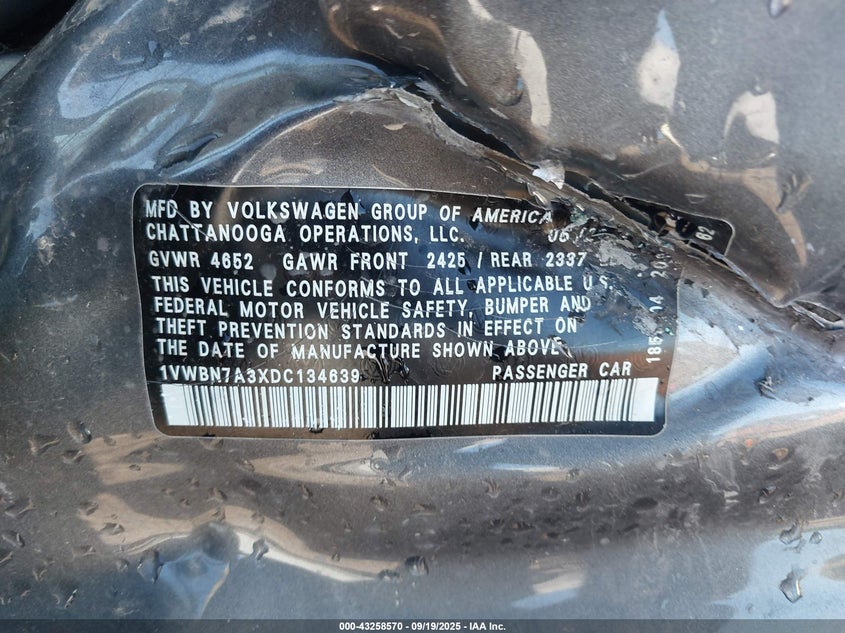 MFD BY VOLKSWAGEN GROUP OF AMERICA
CHATTANOOGA OPERATIONS, LLC.
GVWR 4652 GAWR FRONT 2425 / REAR 2337
THIS VEHICLE CONFORMS TO ALL APPLICABLE U.S.
FEDERAL MOTOR VEHICLE SAFETY, BUMPER AND
THEFT PREVENTION STANDARDS IN EFFECT ON
THE DATE OF MANUFACTURE SHOWN ABOVE
1VWBN7A3XDC134639 PASSENGER CAR
000-43258570 - 09/19/2025 - IAA Inc.